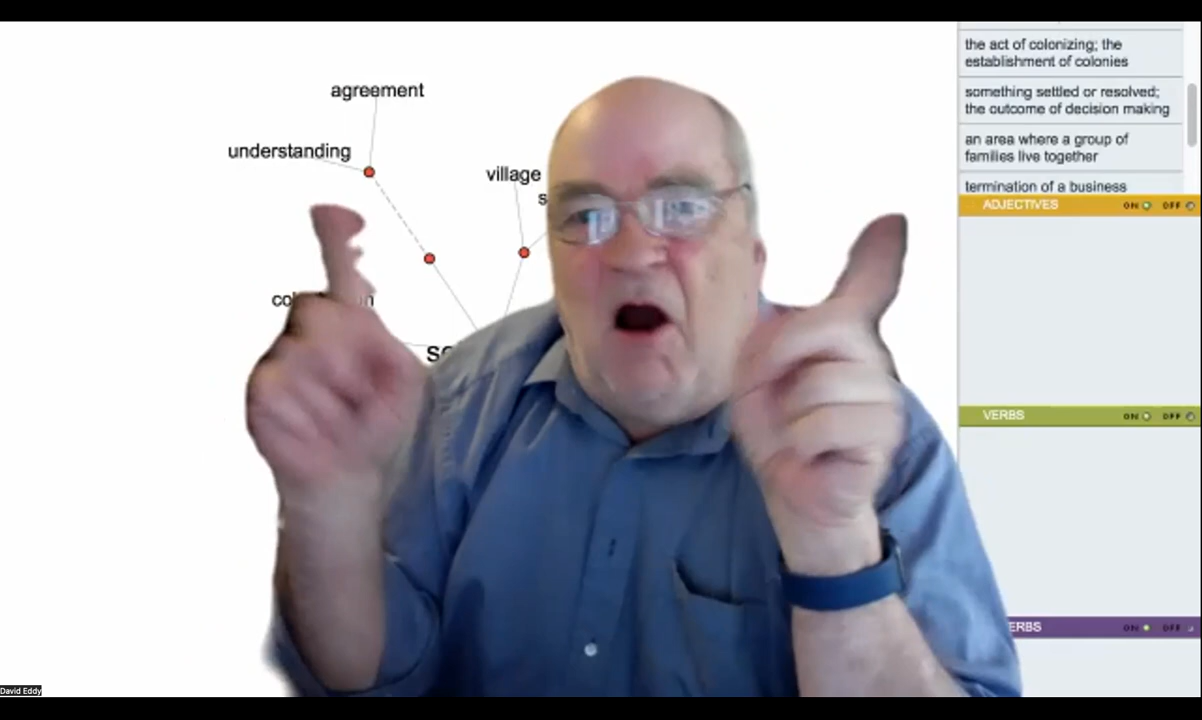 agreement
understanding
village
the act of colonizing; the
establishment of colonies
something settled or resolved;
the outcome of decision making
an area where a group of
families live together
termination of a business
ADJECTIVES ON OFF
VERBS ON OFF
ERBS ON OFF
David Eddy